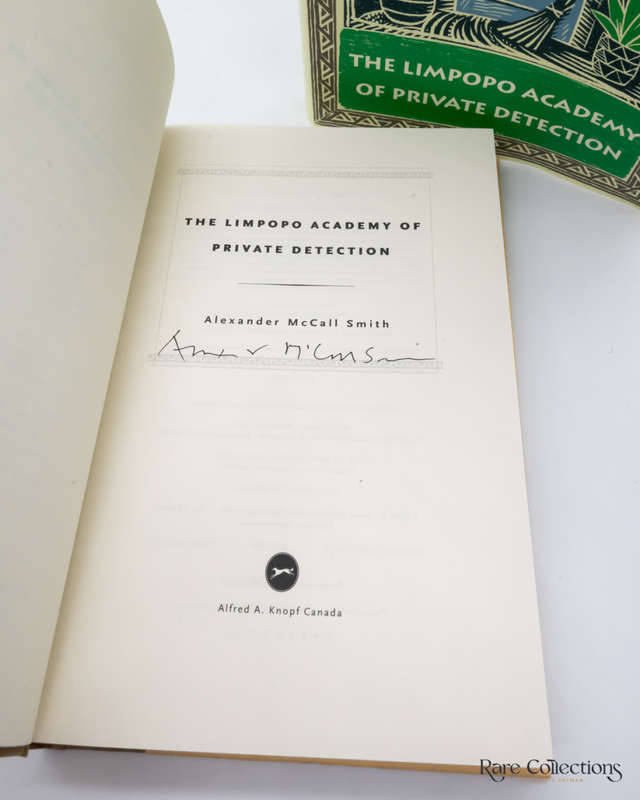 THE LIMPOPO ACADEMY
OF PRIVATE DETECTION
THE LIMPOPO ACADEMY OF
PRIVATE DETECTION
Alexander McCall Smith
Alfred A. Knopf Canada
Rare Collections